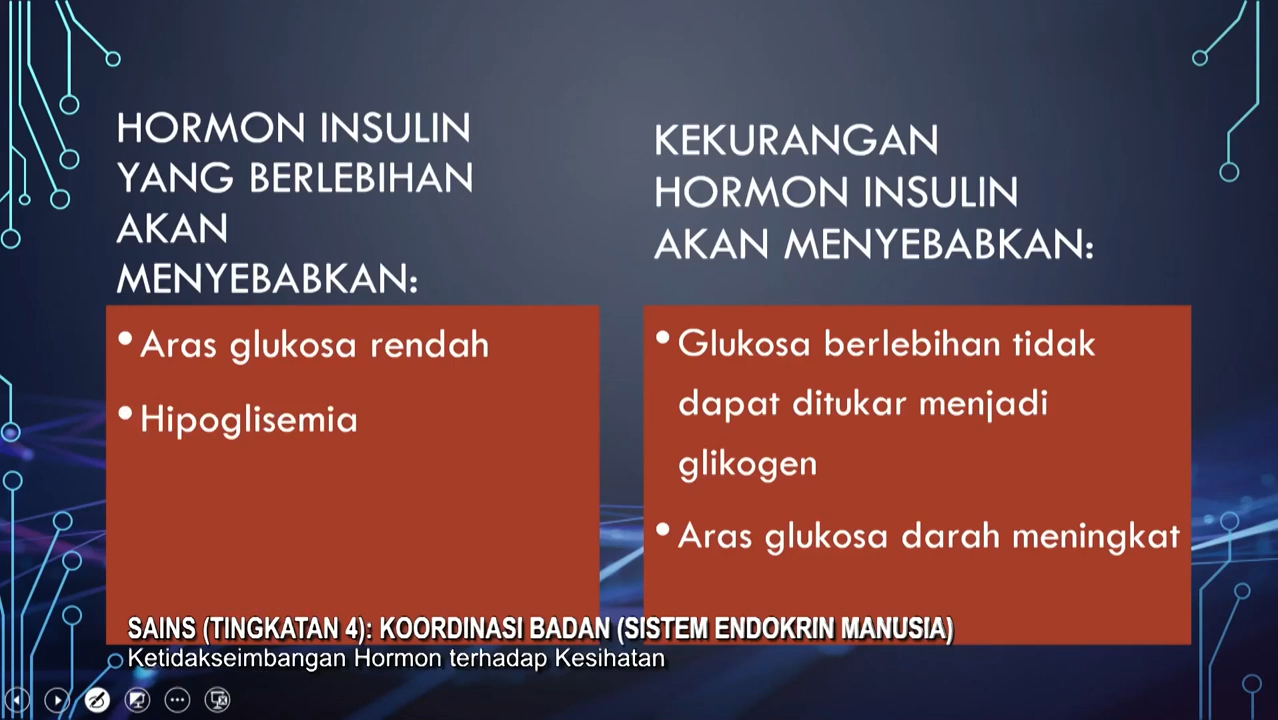 HORMON INSULIN
YANG BERLEBIHAN
AKAN
MENYEBABKAN:
• Aras glukosa rendah
• Hipoglisemia
KEKURANGAN
HORMON INSULIN
AKAN MENYEBABKAN:
• Glukosa berlebihan tidak
dapat ditukar menjadi
glikogen
• Aras glukosa darah meningkat
SAINS (TINGKATAN 4): KOORDINASI BADAN (SISTEM ENDOKRIN MANUSIA)
Ketidakseimbangan Hormon terhadap Kesihatan